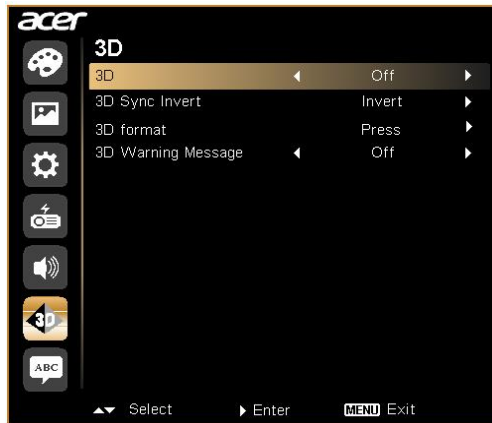 acer
3D
3D Off
3D Sync Invert Invert
3D format Press
3D Warning Message Off
3D
ABC
Select Enter MENU Exit